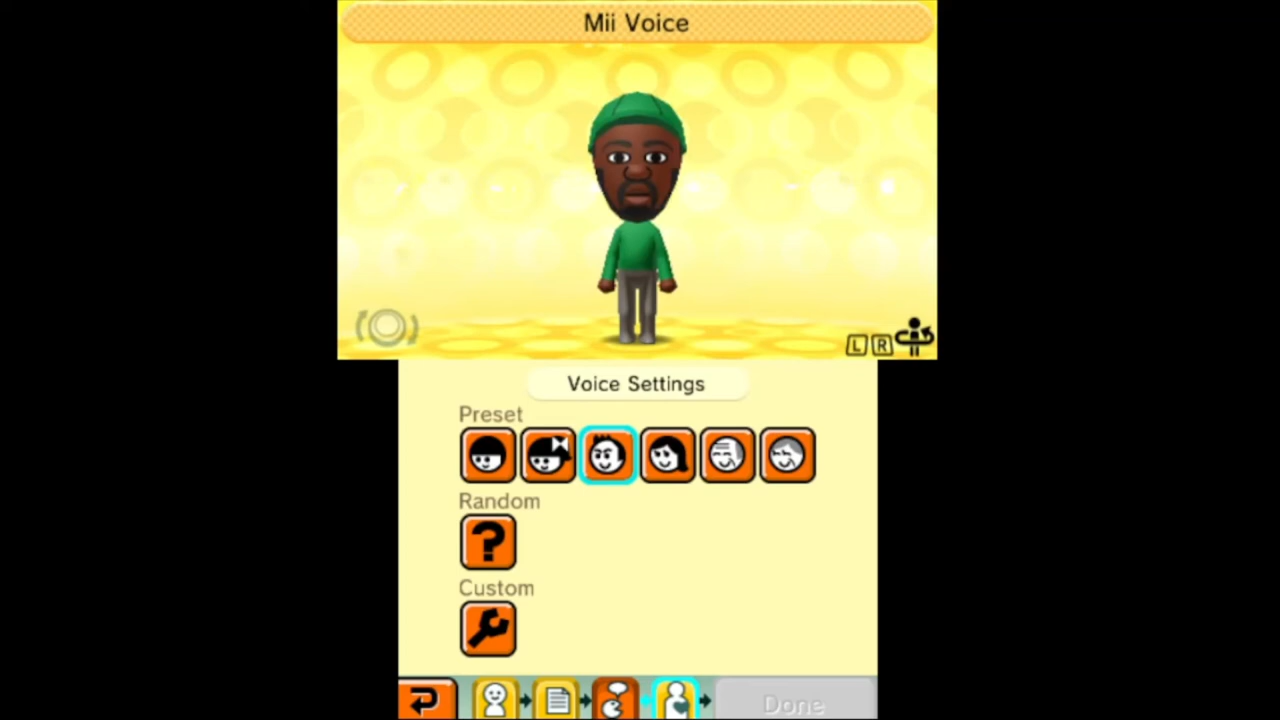 Mii Voice
L R
Voice Settings
Preset
Random
?
Custom
Done